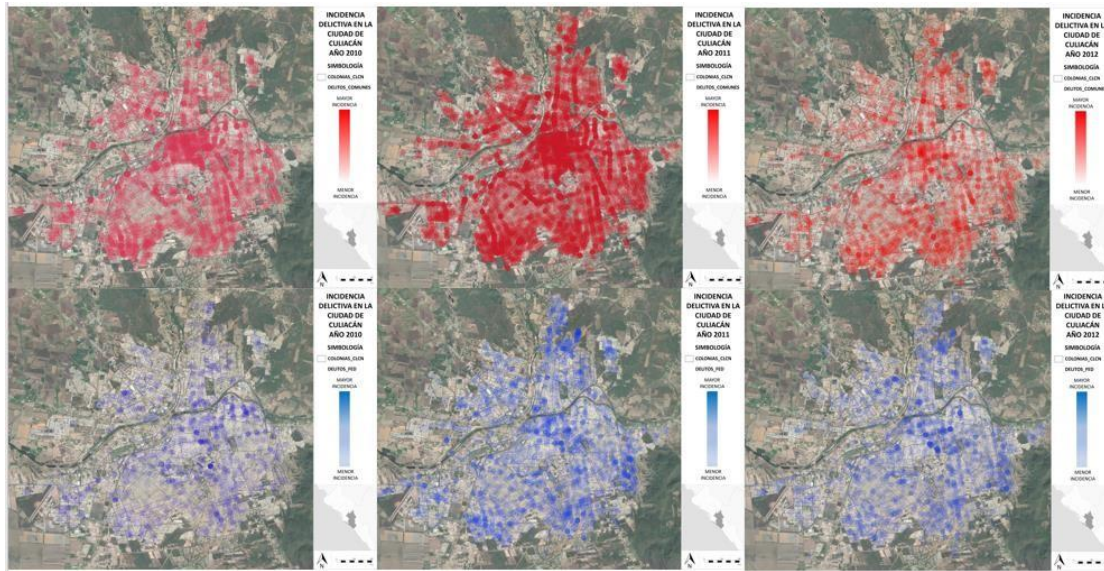 INCIDENCIA
DELICTIVA EN LA
CIUDAD DE
CULIACÁN
AÑO 2010
SIMBOLOGÍA
COLONIAS_CLCN
DELITOS_COMUNES
MAYOR
INCIDENCIA
MENOR
INCIDENCIA
N
INCIDENCIA
DELICTIVA EN LA
CIUDAD DE
CULIACÁN
AÑO 2011
SIMBOLOGÍA
COLONIAS_CLCN
DELITOS_COMUNES
MAYOR
INCIDENCIA
MENOR
INCIDENCIA
N
INCIDENCIA
DELICTIVA EN LA
CIUDAD DE
CULIACÁN
AÑO 2012
SIMBOLOGÍA
COLONIAS_CLCN
DELITOS_COMUNES
MAYOR
INCIDENCIA
MENOR
INCIDENCIA
N
INCIDENCIA
DELICTIVA EN LA
CIUDAD DE
CULIACÁN
AÑO 2010
SIMBOLOGÍA
COLONIAS_CLCN
DELITOS_FED
MAYOR
INCIDENCIA
MENOR
INCIDENCIA
N
INCIDENCIA
DELICTIVA EN LA
CIUDAD DE
CULIACÁN
AÑO 2011
SIMBOLOGÍA
COLONIAS_CLCN
DELITOS_FED
MAYOR
INCIDENCIA
MENOR
INCIDENCIA
N
INCIDENCIA
DELICTIVA EN LA
CIUDAD DE
CULIACÁN
AÑO 2012
SIMBOLOGÍA
COLONIAS_CLCN
DELITOS_FED
MAYOR
INCIDENCIA
MENOR
INCIDENCIA
N